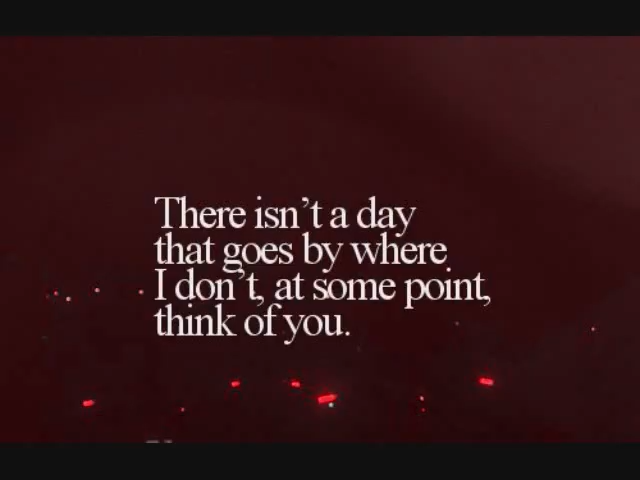 There isn't a day
that goes by where
I don't, at some point,
think of you.